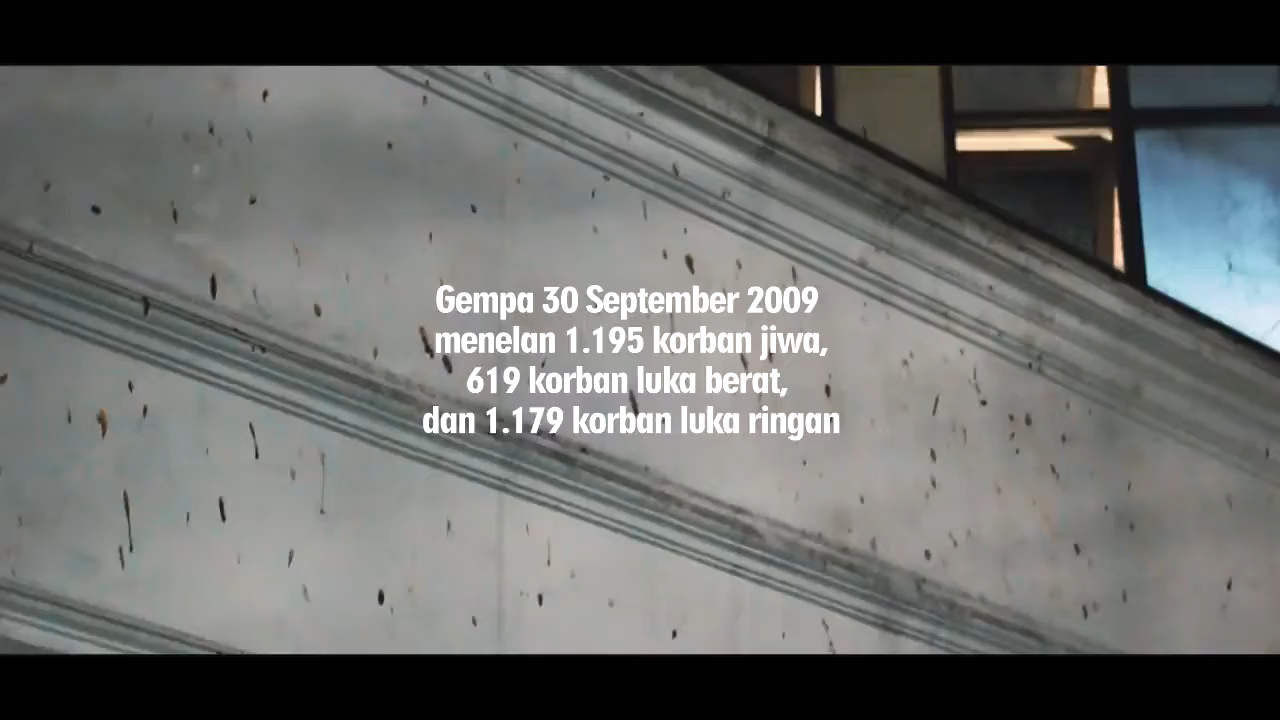 Gempa 30 September 2009
menelan 1.195 korban jiwa,
619 korban luka berat,
dan 1.179 korban luka ringan